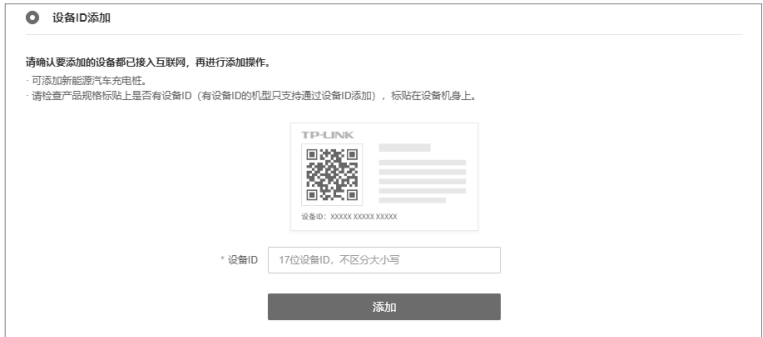 设备ID添加
请确认要添加的设备都已接入互联网，再进行添加操作。
· 可添加新能源汽车充电桩。
· 请检查产品规格标贴上是否有设备ID（有设备ID的机型只支持通过设备ID添加），标贴在设备机身上。
TP-LINK
设备ID：XXXXX XXXXX XXXXX
* 设备ID
17位设备ID，不区分大小写
添加